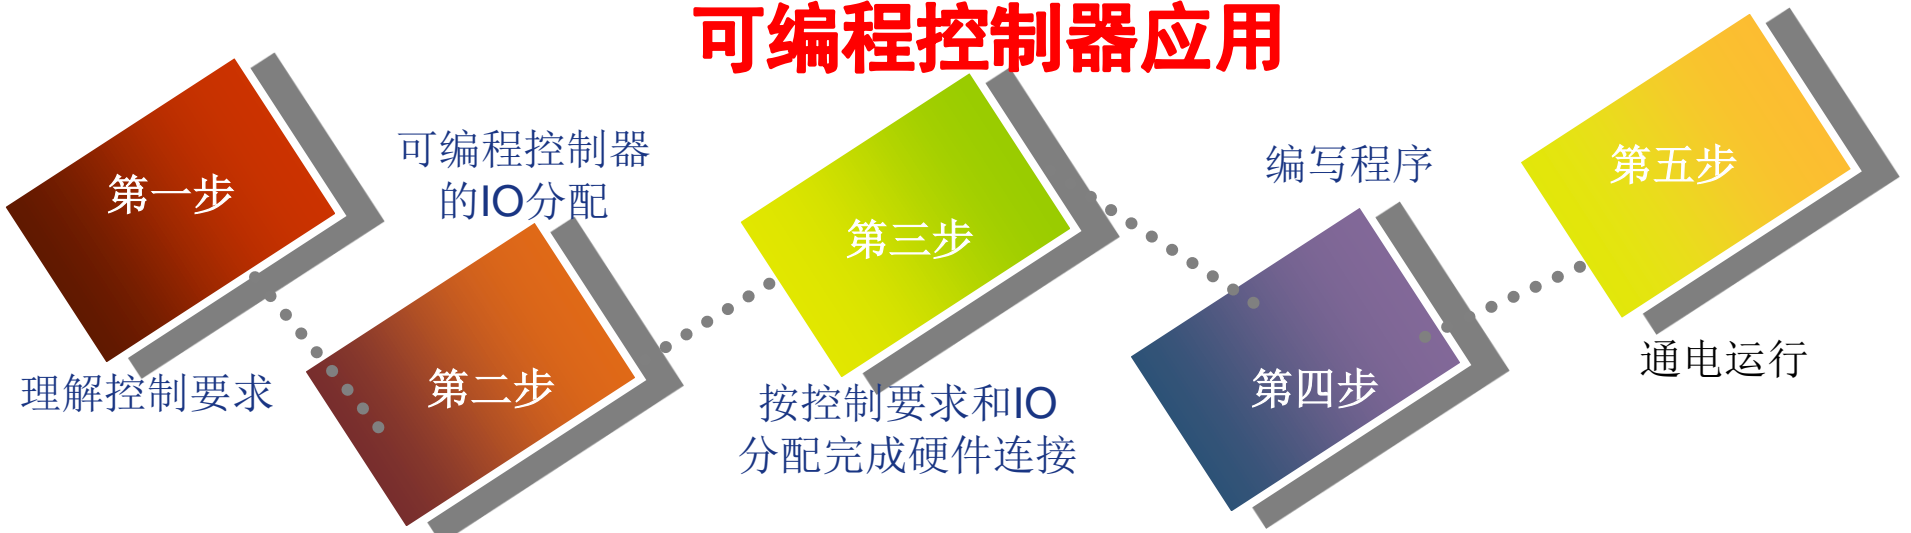 可编程控制器应用
第一步
理解控制要求
第二步
可编程控制器
的IO分配
第三步
按控制要求和IO
分配完成硬件连接
第四步
编写程序
第五步
通电运行